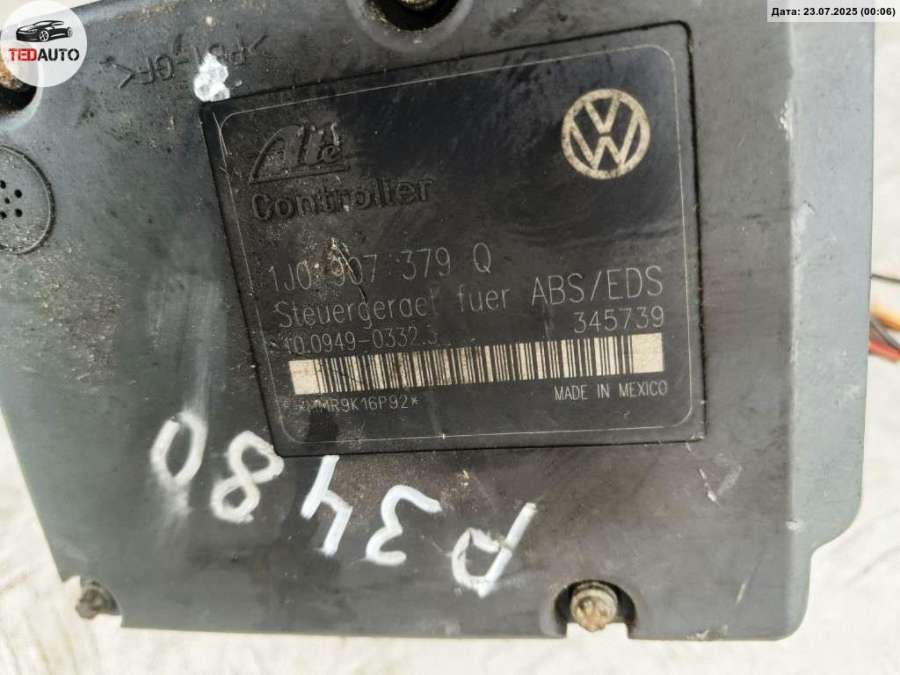 Дата: 23.07.2025 (00:06)
TEDAUTO
Ate
Controller
1J0 907 379 Q
Steuergeraet fuer ABS/EDS
345739
10.0949-0332.3
*MMR9K16P92*
MADE IN MEXICO
P3480